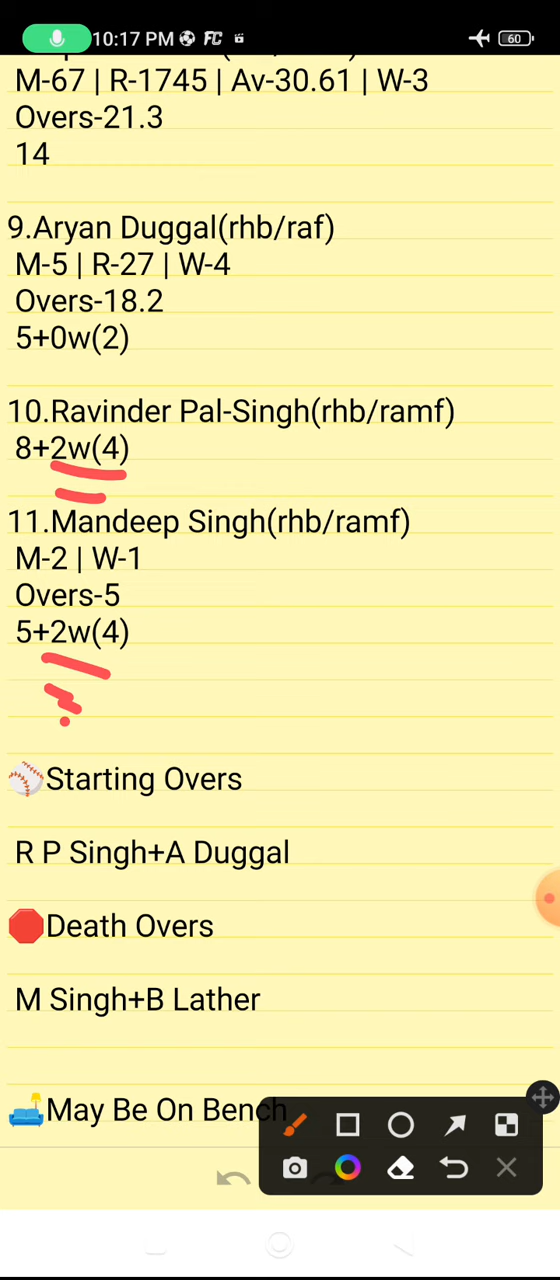 10:17 PM FC 60
M-67 | R-1745 | Av-30.61 | W-3
Overs-21.3
14
9.Aryan Duggal(rhb/raf)
M-5 | R-27 | W-4
Overs-18.2
5+0w(2)
10.Ravinder Pal-Singh(rhb/ramf)
8+2w(4)
11.Mandeep Singh(rhb/ramf)
M-2 | W-1
Overs-5
5+2w(4)
Starting Overs
R P Singh+A Duggal
Death Overs
M Singh+B Lather
May Be On Bench